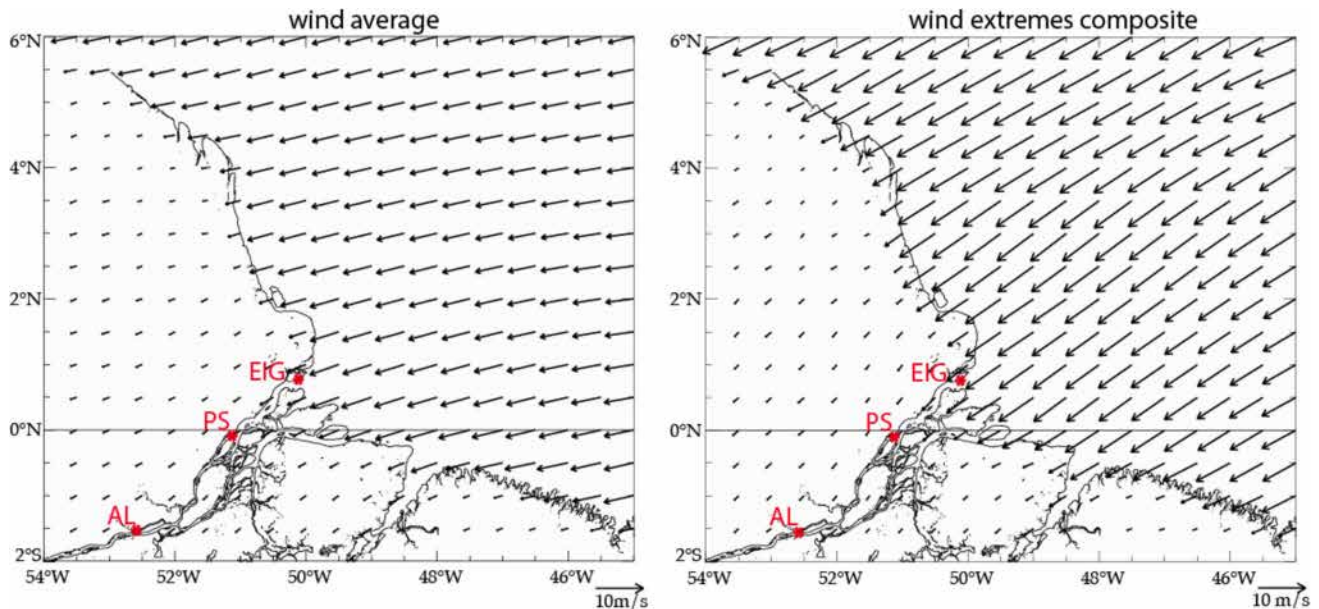 wind average
wind extremes composite
6°N
4°N
2°N
0°N
2°S
EIG
PS
AL
54°W
52°W
50°W
48°W
46°W
10m/s
6°N
4°N
2°N
0°N
2°S
EIG
PS
AL
54°W
52°W
50°W
48°W
46°W
10 m/s